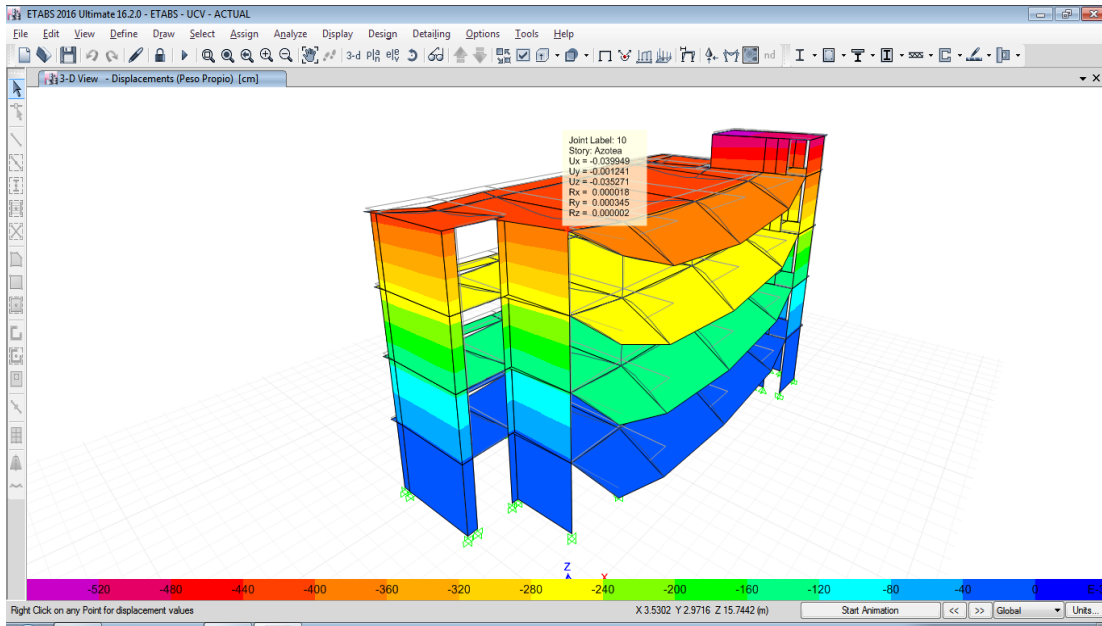 ETABS 2016 Ultimate 16.2.0 - ETABS - UCV - ACTUAL
File Edit View Define Draw Select Assign Analyze Display Design Detailing Options Tools Help
3-d nd
3-D View - Displacements (Peso Propio) [cm]
Joint Label: 10
Story: Azotea
Ux = -0.039949
Uy = -0.001241
Uz = -0.035271
Rx = 0.000018
Ry = 0.000345
Rz = 0.000002
Z
Y
-520 -480 -440 -400 -360 -320 -280 -240 -200 -160 -120 -80 -40 0
Right Click on any Point for displacement values X 3.5302 Y 2.9716 Z 15.7442 (m) Start Animation << >> Global Units...